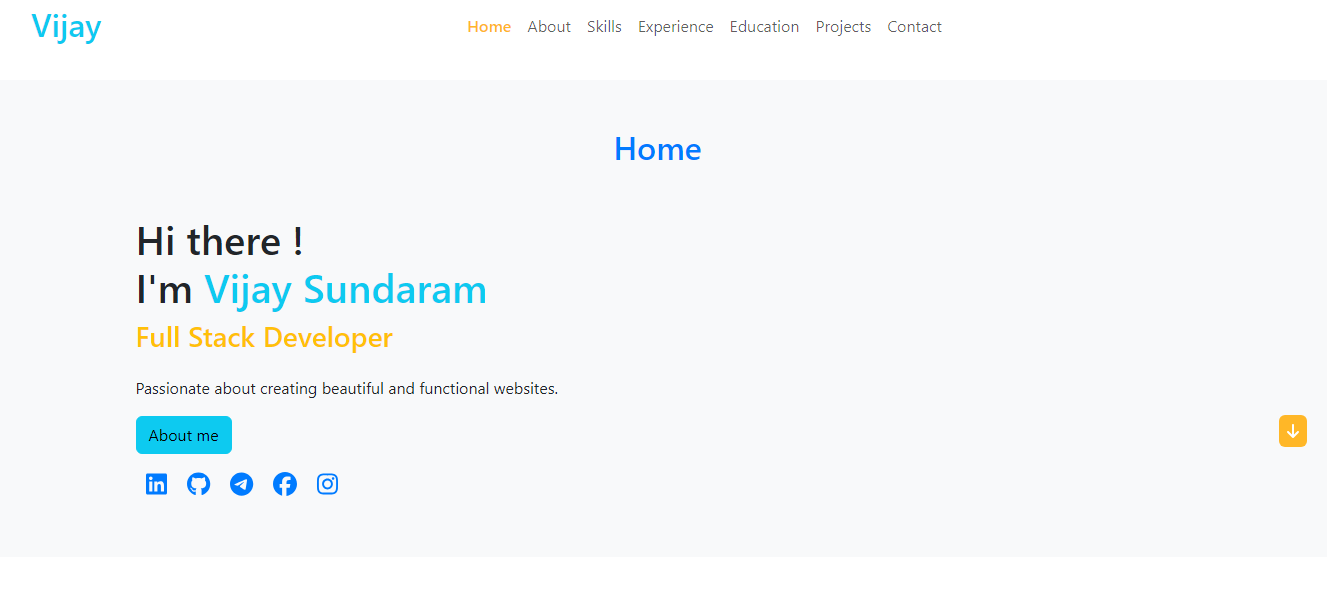 Vijay
Home About Skills Experience Education Projects Contact
Home
Hi there !
I'm Vijay Sundaram
Full Stack Developer
Passionate about creating beautiful and functional websites.
About me